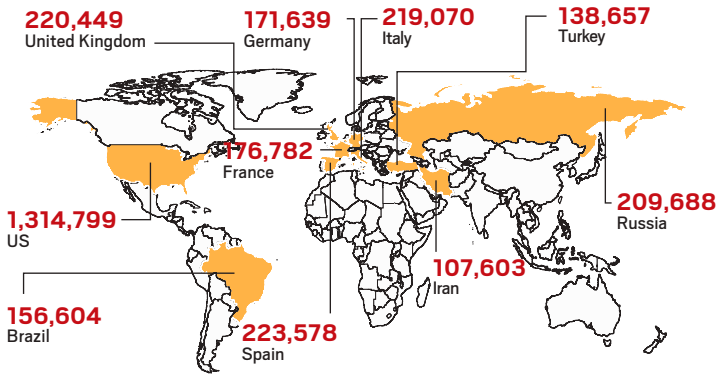 220,449
United Kingdom
171,639
Germany
219,070
Italy
138,657
Turkey
176,782
France
1,314,799
US
209,688
Russia
107,603
Iran
156,604
Brazil
223,578
Spain